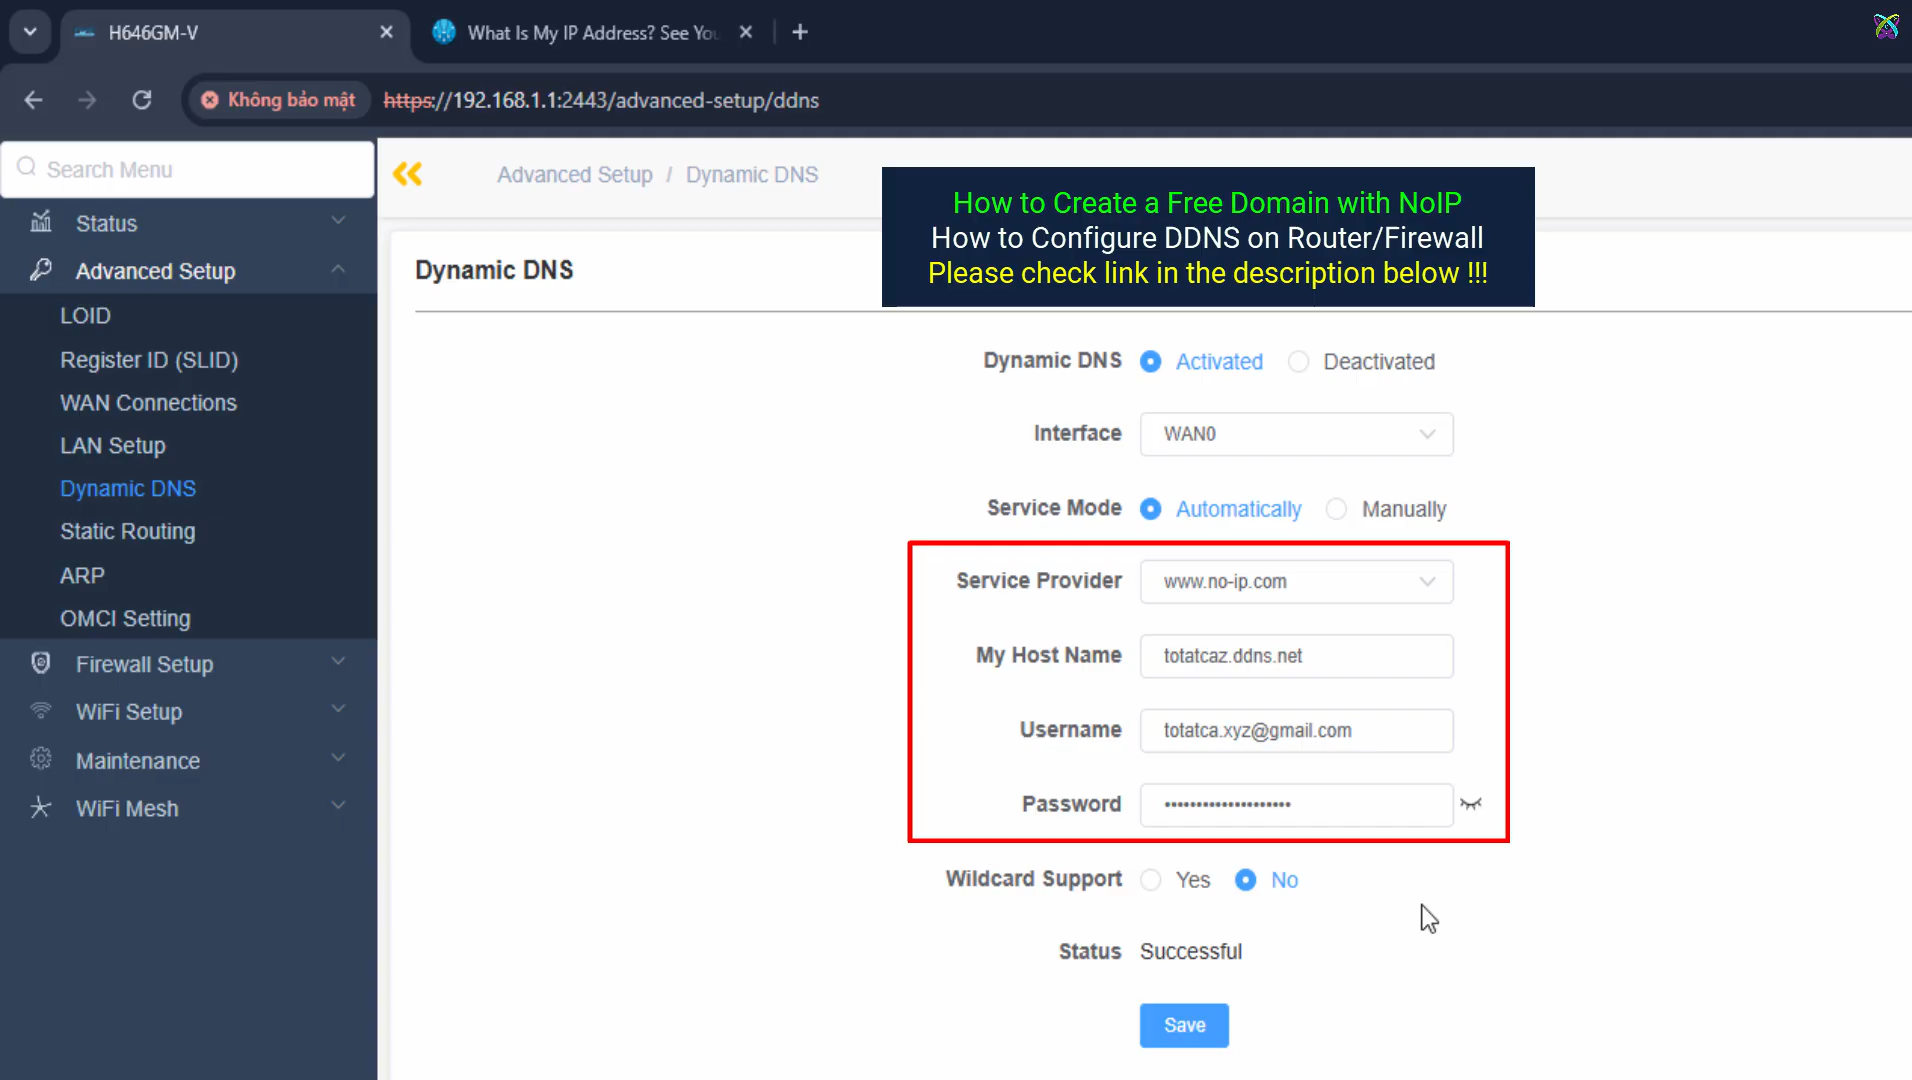 H646GM-V
What Is My IP Address? See You
Không bảo mật
https://192.168.1.1:2443/advanced-setup/ddns
Search Menu
Status
Advanced Setup
LOID
Register ID (SLID)
WAN Connections
LAN Setup
Dynamic DNS
Static Routing
ARP
OMCI Setting
Firewall Setup
WiFi Setup
Maintenance
WiFi Mesh
Advanced Setup / Dynamic DNS
How to Create a Free Domain with NoIP
How to Configure DDNS on Router/Firewall
Please check link in the description below !!!
Dynamic DNS
Dynamic DNS Activated Deactivated
Interface WAN0
Service Mode Automatically Manually
Service Provider www.no-ip.com
My Host Name totatcaz.ddns.net
Username totatca.xyz@gmail.com
Password ••••••••••••••••••••
Wildcard Support Yes No
Status Successful
Save